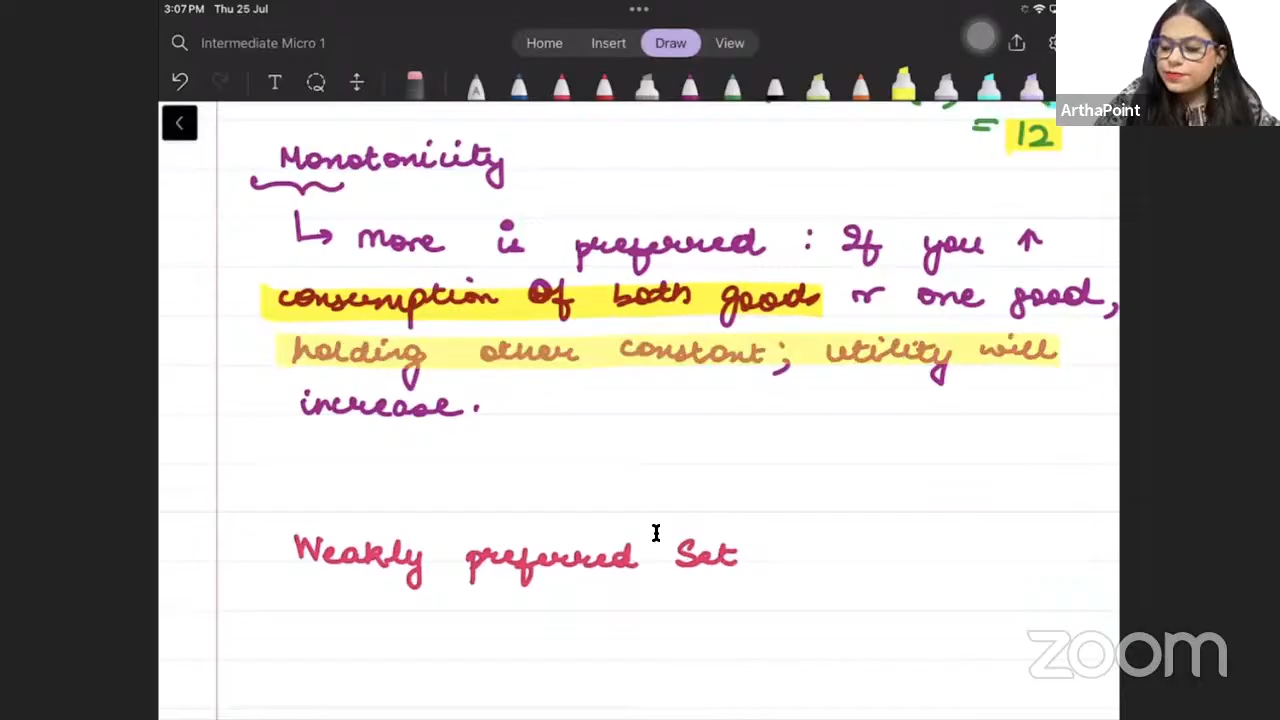 3:07 PM Thu 25 Jul
Intermediate Micro 1
Home Insert Draw View
T
A
ArthaPoint
= 12
Monotonicity
↳ More is preferred : If you ↑
consumption of both goods or one good,
holding other constant; utility will
increase.
Weakly preferred Set
zoom